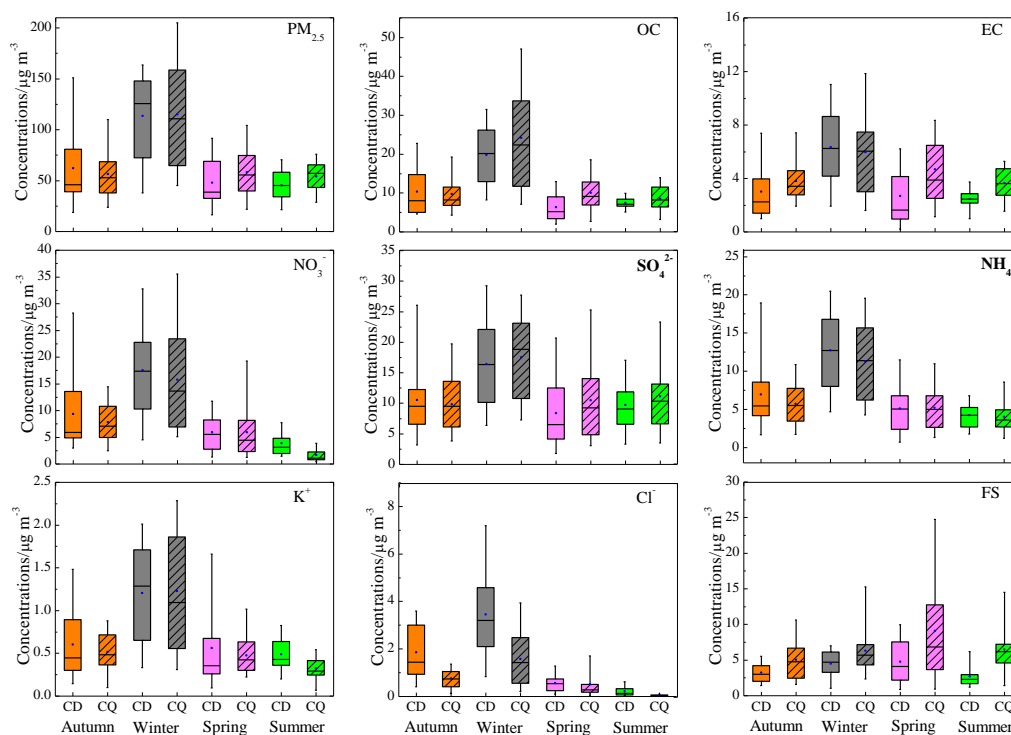 PM2.5
Concentrations/μg m-3
200
150
100
50
0
OC
Concentrations/μg m-3
50
40
30
20
10
0
EC
Concentrations/μg m-3
16
12
8
4
0
NO3-
Concentrations/μg m-3
40
35
30
25
20
15
10
5
0
SO42-
Concentrations/μg m-3
35
30
25
20
15
10
5
0
NH4
Concentrations/μg m-3
25
20
15
10
5
0
K+
Concentrations/μg m-3
2.5
2.0
1.5
1.0
0.5
0.0
CD CQ CD CQ CD CQ CD CQ
Autumn Winter Spring Summer
Cl-
Concentrations/μg m-3
8
6
4
2
0
CD CQ CD CQ CD CQ CD CQ
Autumn Winter Spring Summer
FS
Concentrations/μg m-3
30
25
20
15
10
5
0
CD CQ CD CQ CD CQ CD CQ
Autumn Winter Spring Summer